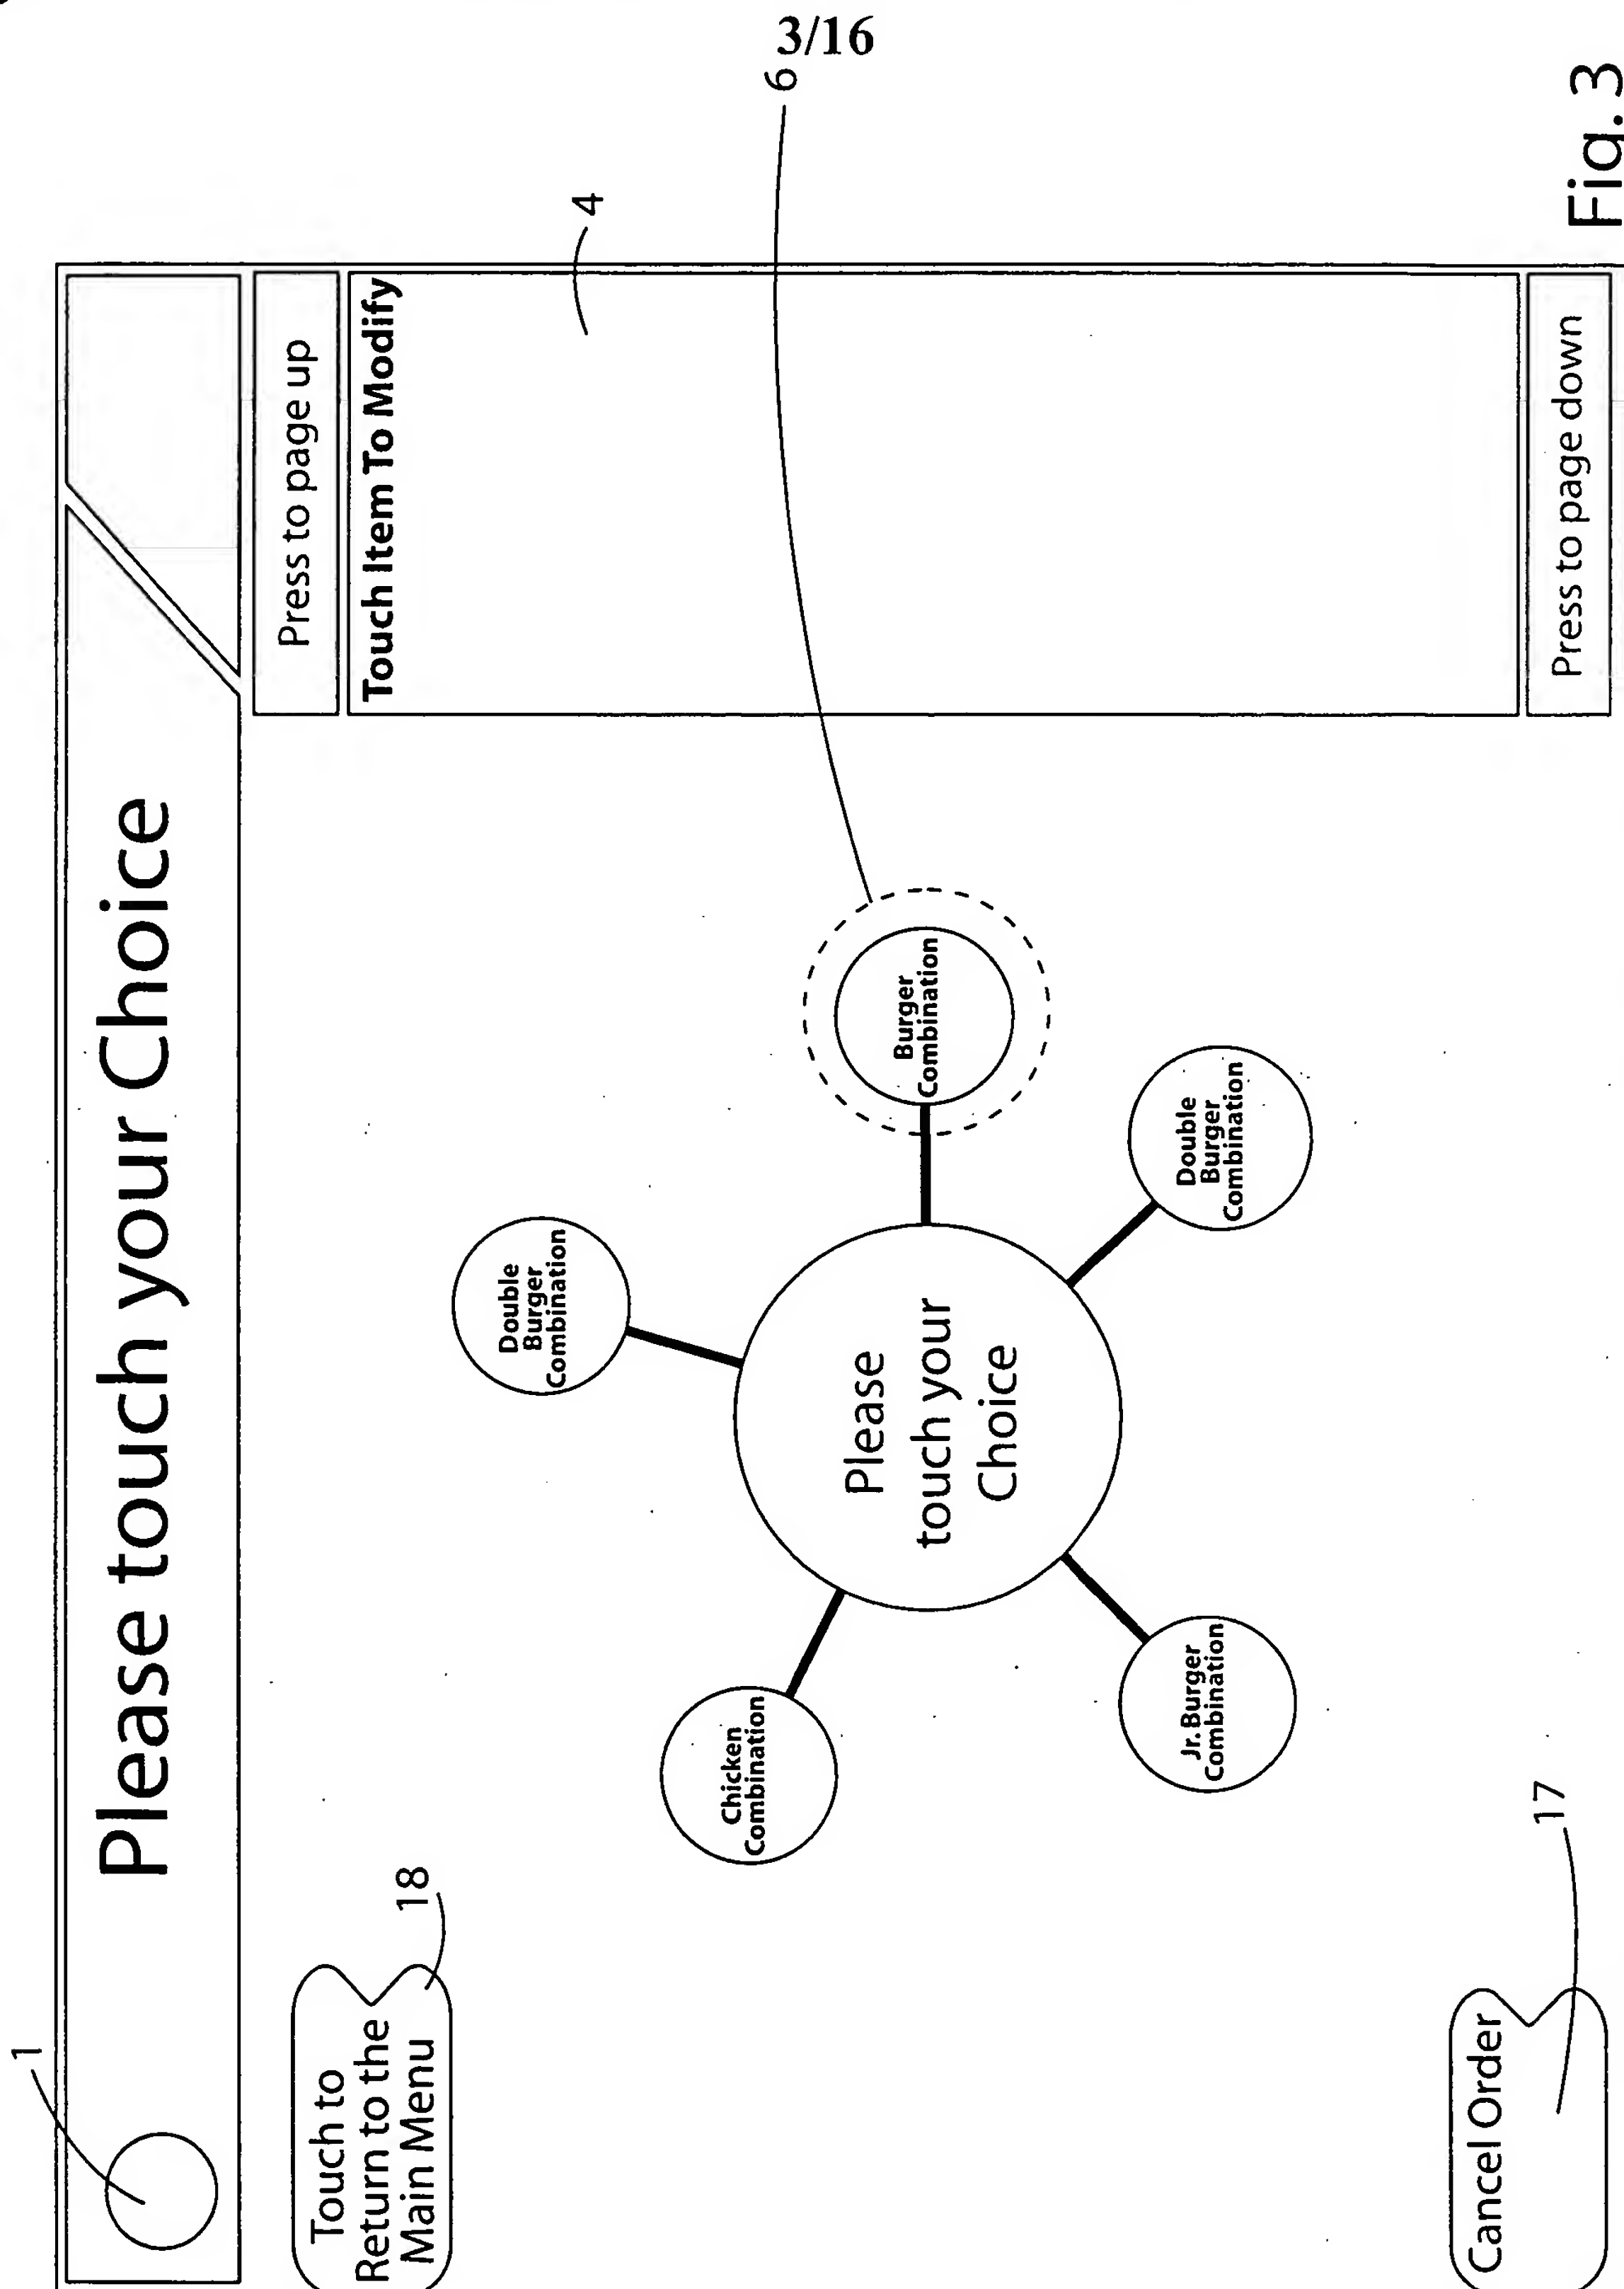 3/16
1
Please touch your Choice
Touch to
Return to the
Main Menu
18
Press to page up
Touch Item To Modify
4
6
Double
Burger
Combination
Chicken
Combination
Please
touch your
Choice
Burger
Combination
Jr. Burger
Combination
Double
Burger
Combination
Cancel Order
17
Press to page down
Fig. 3